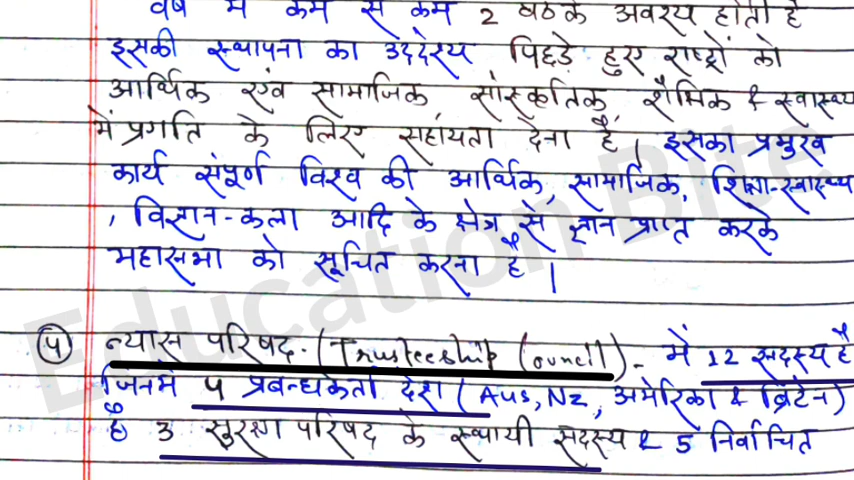 वर्ष में कम से कम 2 बैठके अवश्य होती है
इसकी स्थापना का उद्देश्य पिछड़े हुए राष्ट्रों को
आर्थिक एंव सामाजिक, सांस्कृतिक, शैक्षिक & स्वास्थ्य
में प्रगति के लिए सहांयता देना है। इसका प्रमुख
कार्य संपूर्ण विश्व की आर्थिक, सामाजिक, शिक्षा-स्वास्थ्य
, विज्ञान-कला आदि के क्षेत्र से ज्ञान प्राप्त करके
महासभा को सूचित करना है।
④ न्यास परिषद - (Trusteeship Council) - में 12 सदस्य है
जिनमें 4 प्रबन्धकर्ता देश (Aus, Nz, अमेरिका & ब्रिटेन)
है 3 सुरक्षा परिषद के स्थायी सदस्य & 5 निर्वाचित
Education Bite